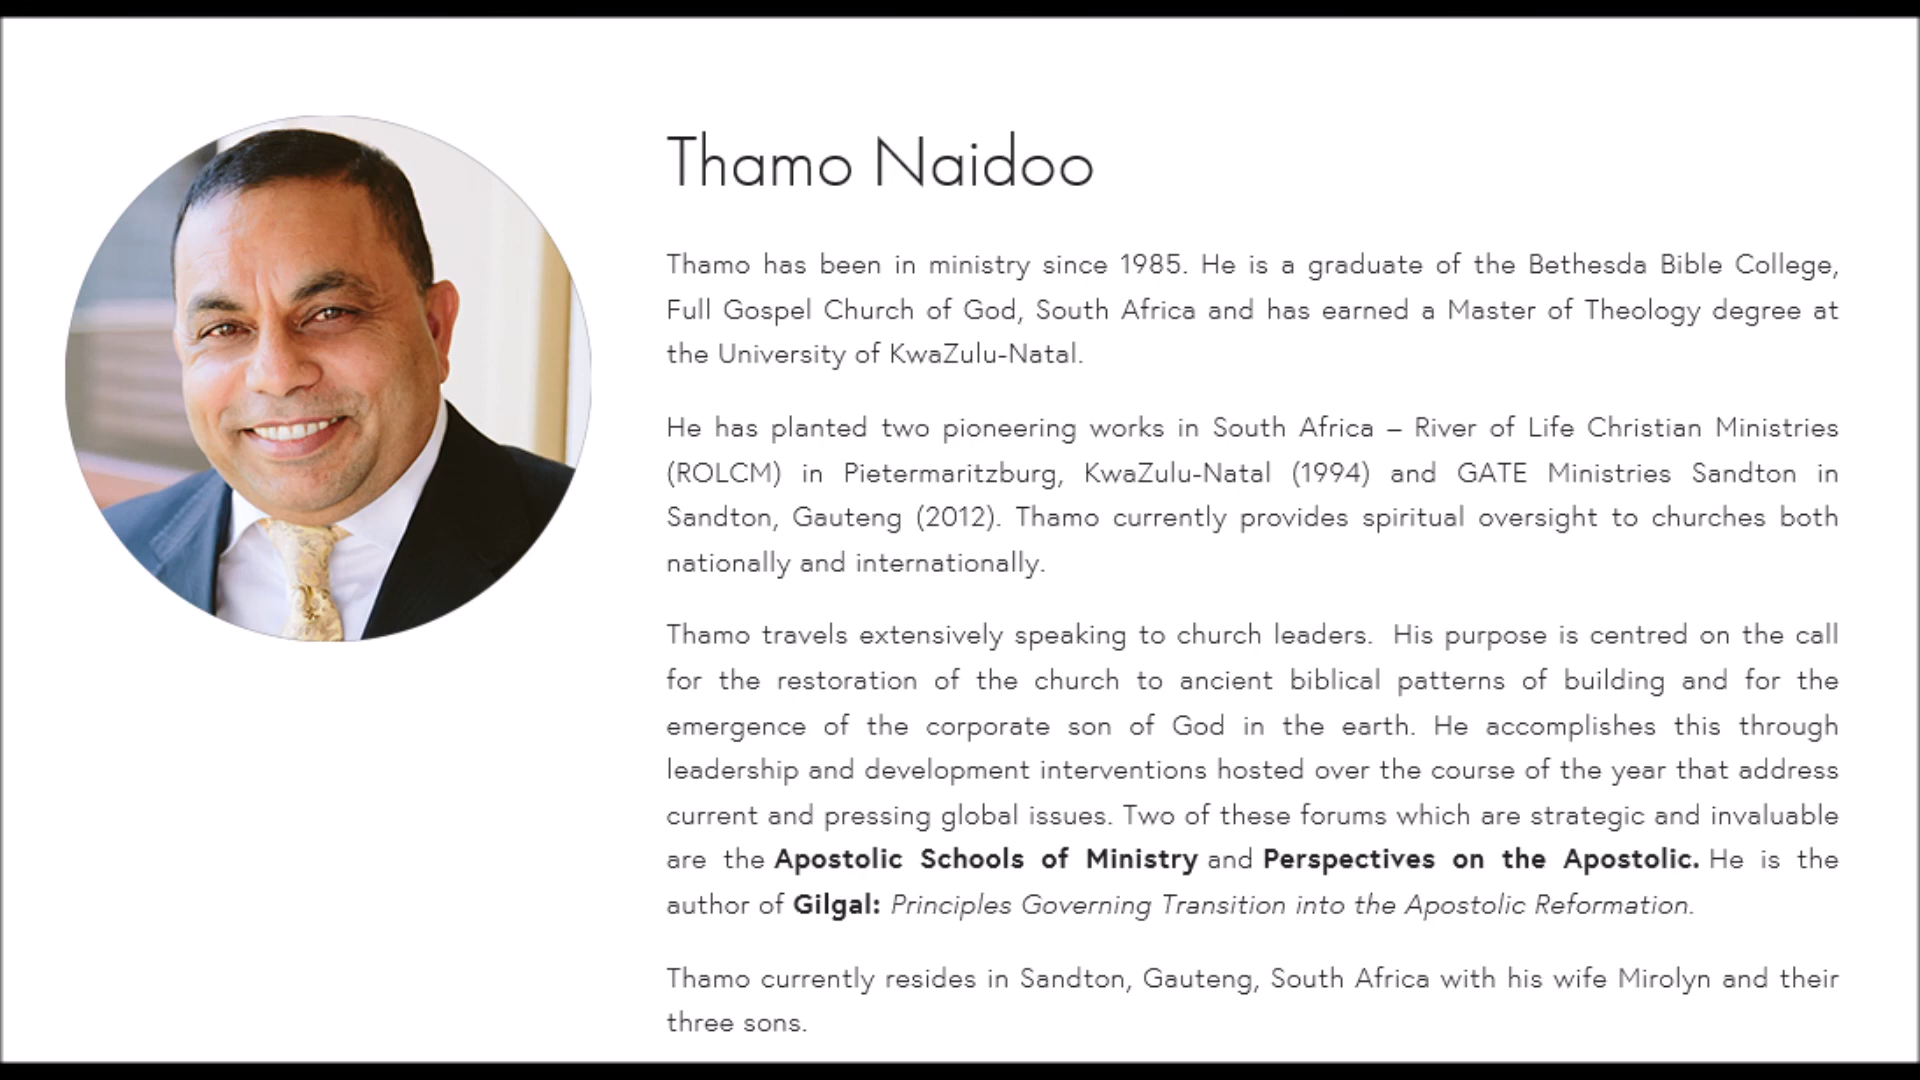 Thamo Naidoo
Thamo has been in ministry since 1985. He is a graduate of the Bethesda Bible College,
Full Gospel Church of God, South Africa and has earned a Master of Theology degree at
the University of KwaZulu-Natal.
He has planted two pioneering works in South Africa – River of Life Christian Ministries
(ROLCM) in Pietermaritzburg, KwaZulu-Natal (1994) and GATE Ministries Sandton in
Sandton, Gauteng (2012). Thamo currently provides spiritual oversight to churches both
nationally and internationally.
Thamo travels extensively speaking to church leaders. His purpose is centred on the call
for the restoration of the church to ancient biblical patterns of building and for the
emergence of the corporate son of God in the earth. He accomplishes this through
leadership and development interventions hosted over the course of the year that address
current and pressing global issues. Two of these forums which are strategic and invaluable
are the Apostolic Schools of Ministry and Perspectives on the Apostolic. He is the
author of Gilgal: Principles Governing Transition into the Apostolic Reformation.
Thamo currently resides in Sandton, Gauteng, South Africa with his wife Mirolyn and their
three sons.